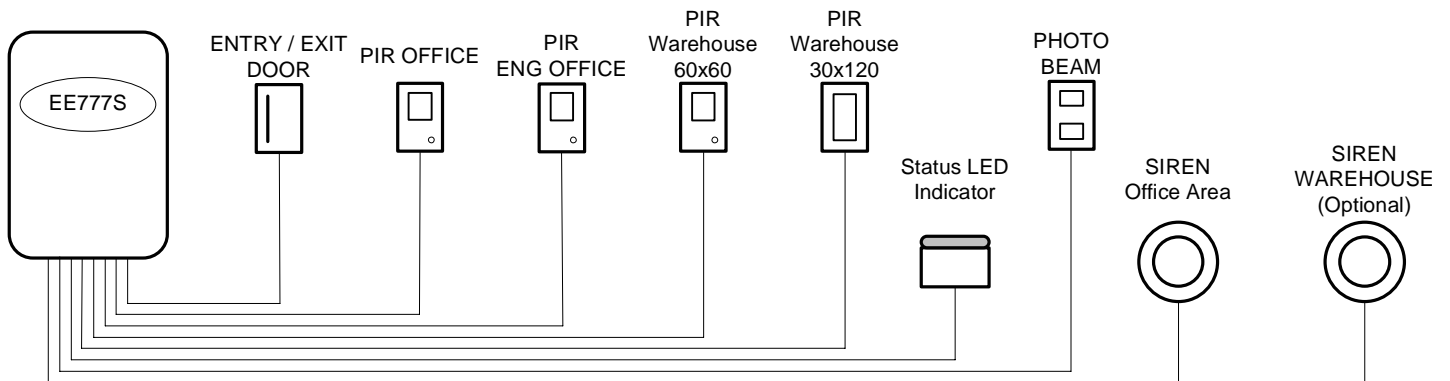 EE777S
ENTRY / EXIT
DOOR
PIR OFFICE
PIR
ENG OFFICE
PIR
Warehouse
60x60
PIR
Warehouse
30x120
PHOTO
BEAM
Status LED
Indicator
SIREN
Office Area
SIREN
WAREHOUSE
(Optional)